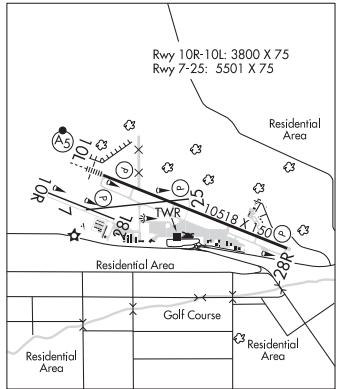 Rwy 10R-10L: 3800 X 75
Rwy 7-25: 5501 X 75
Residential
Area
A5
10L
P
P
P
25
10R
7
28L
TWR
10518 X 150
P
28R
Residential Area
Golf Course
Residential
Area
Residential
Area